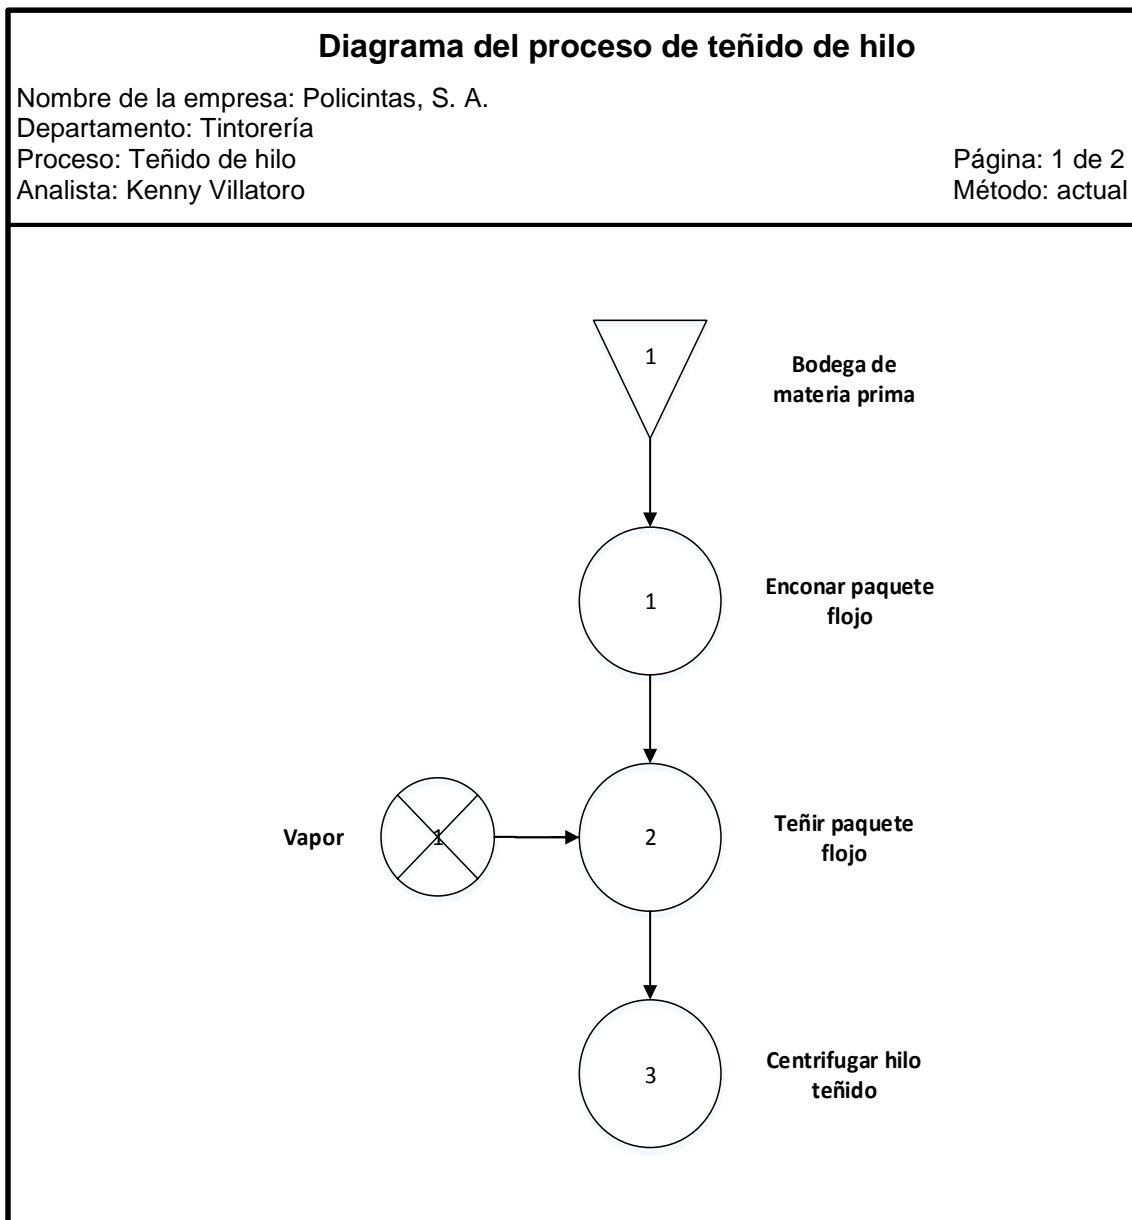 Diagrama del proceso de teñido de hilo
Nombre de la empresa: Policintas, S. A.
Departamento: Tintorería
Proceso: Teñido de hilo
Página: 1 de 2
Analista: Kenny Villatoro
Método: actual
1
Bodega de
materia prima
1
Enconar paquete
flojo
Vapor
1
2
Teñir paquete
flojo
3
Centrifugar hilo
teñido